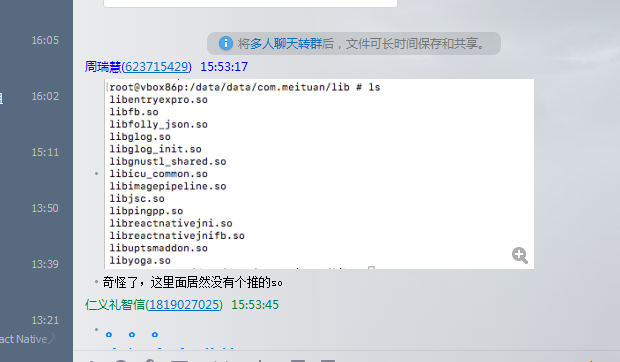 16:05
将多人聊天转群后，文件可长时间保存和共享。
周瑞慧(623715429) 15:53:17
root@vbox86p:/data/data/com.meituan/lib # ls
16:02
libentryexpro.so
libfb.so
libfolly_json.so
libglog.so
15:11
libglog_init.so
libgnustl_shared.so
libicu_common.so
libimagepipeline.so
13:50
libjsc.so
libpingpp.so
libreactnativejni.so
libreactnativejnifb.so
libuptsmaddon.so
13:39
libyoga.so
奇怪了，这里面居然没有个推的so
仁义礼智信(1819027025) 15:53:45
13:21
act Native